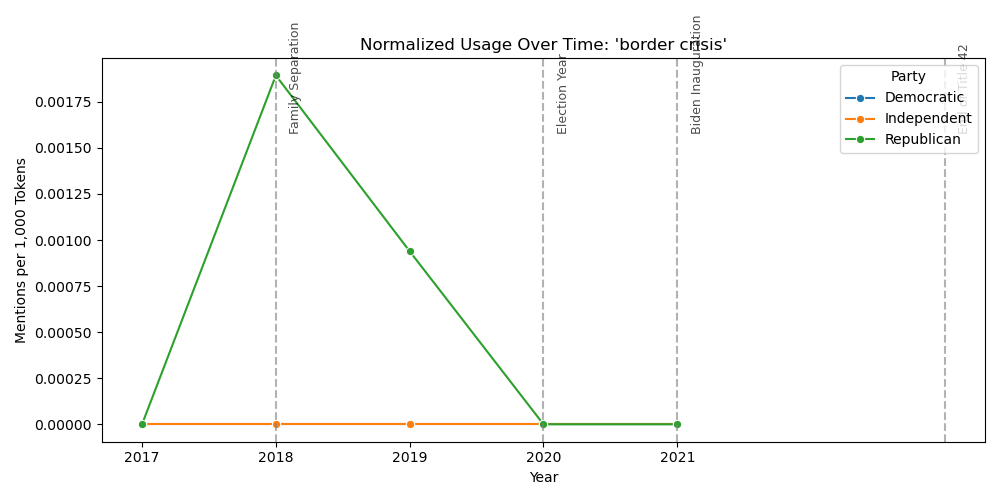 Normalized Usage Over Time: 'border crisis'
Family Separation
Election Year
Biden Inauguration
Title 42
Party
Democratic
Independent
Republican
Mentions per 1,000 Tokens
0.00175
0.00150
0.00125
0.00100
0.00075
0.00050
0.00025
0.00000
2017
2018
2019
2020
2021
Year